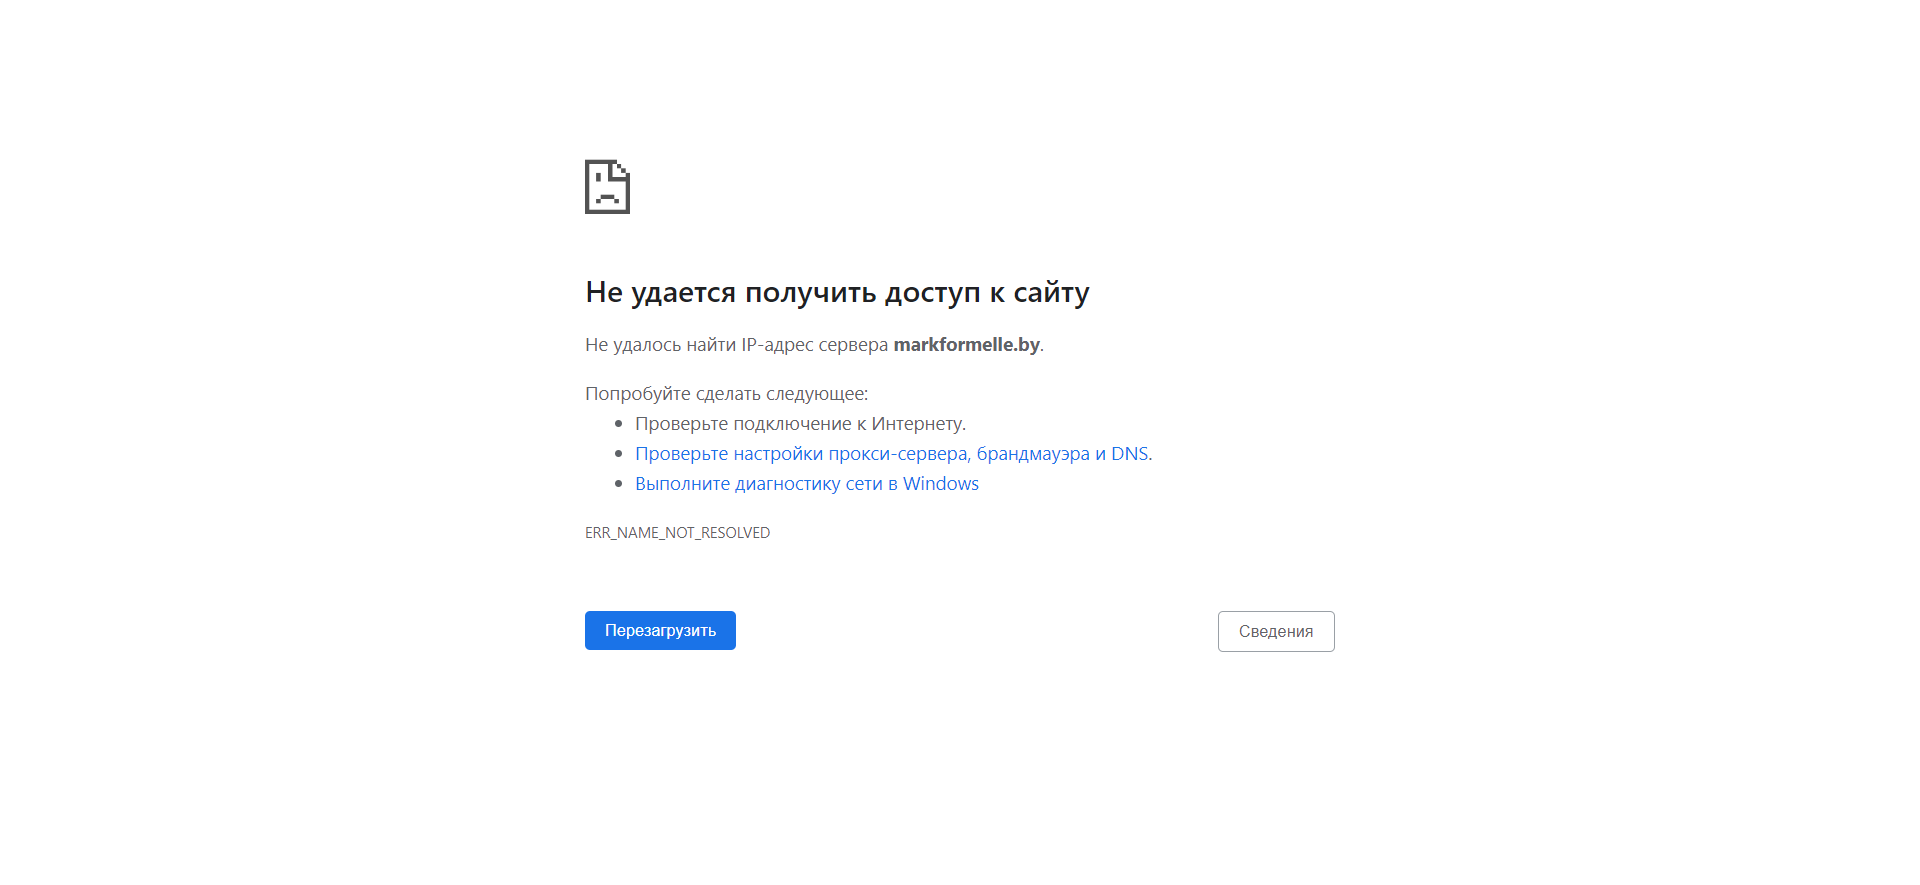 Не удается получить доступ к сайту
Не удалось найти IP-адрес сервера markformelle.by.
Попробуйте сделать следующее:
Проверьте подключение к Интернету.
Проверьте настройки прокси-сервера, брандмауэра и DNS.
Выполните диагностику сети в Windows
ERR_NAME_NOT_RESOLVED
Перезагрузить
Сведения